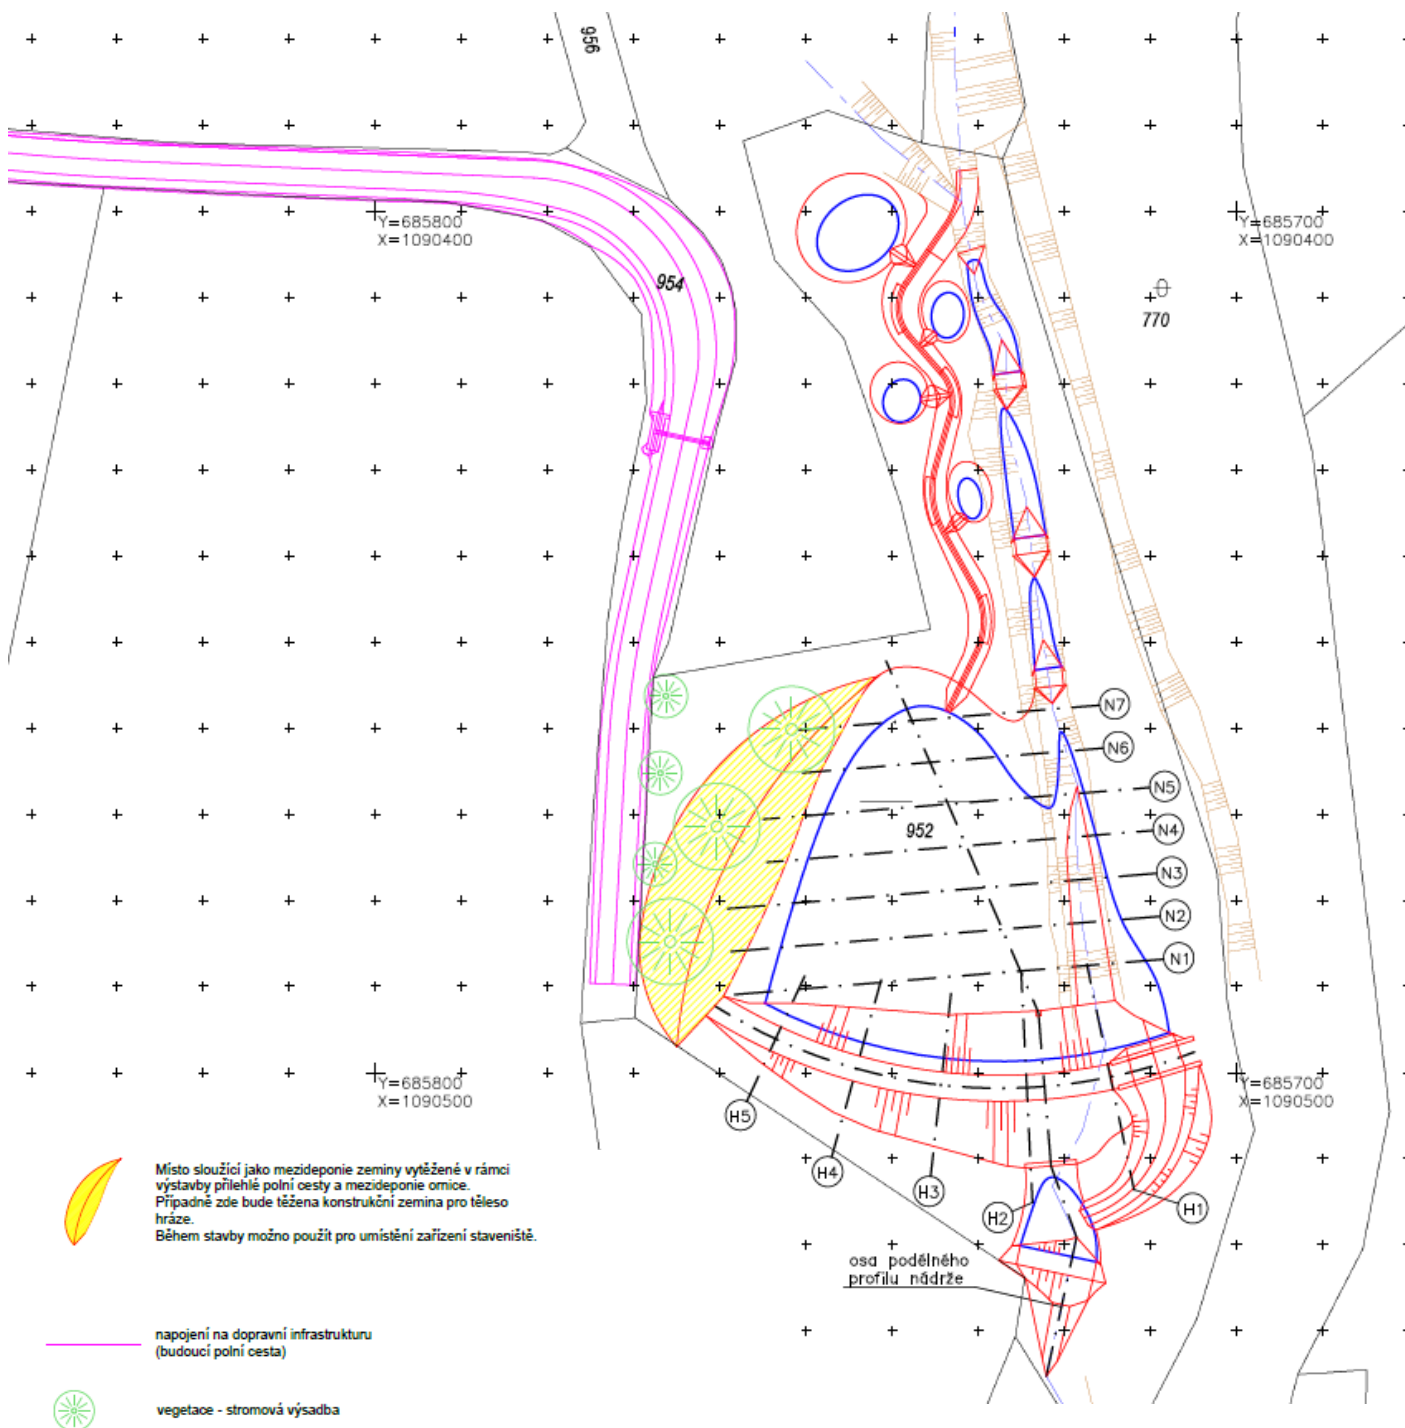 956
Y=685800
X=1090400
Y=685700
X=1090400
954
770
N7
N6
N5
952
N4
N3
N2
N1
Y=685800
X=1090500
Y=685700
X=1090500
H5
H4
H3
H2
H1
Místo sloužící jako mezideponie zeminy vytěžené v rámci
výstavby přilehlé polní cesty a mezideponie ornice.
Případně zde bude těžena konstrukční zemina pro těleso
hráze.
Během stavby možno použít pro umístění zařízení staveniště.
osa podélného
profilu nádrže
napojení na dopravní infrastrukturu
(budoucí polní cesta)
vegetace - stromová výsadba